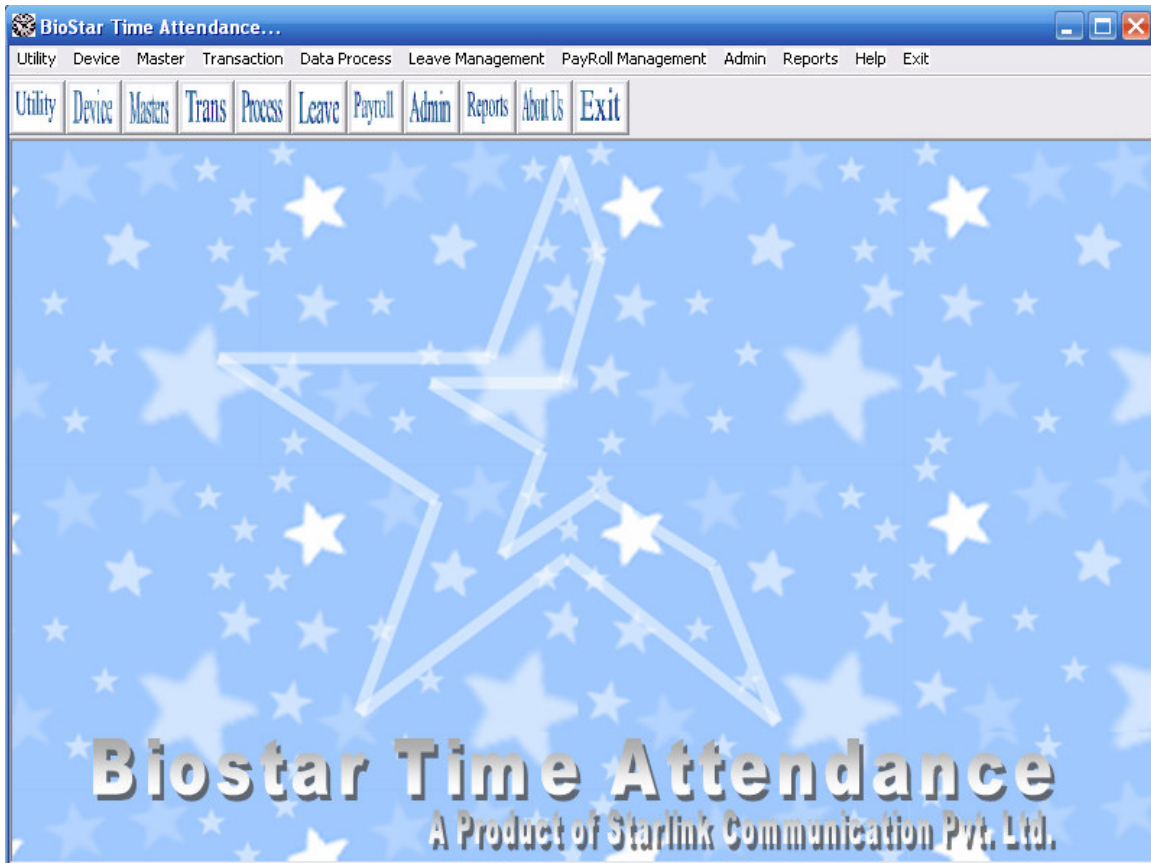 BioStar Time Attendance...
Utility Device Master Transaction Data Process Leave Management PayRoll Management Admin Reports Help Exit
Utility Device Masters Trans Process Leave Payroll Admin Reports About Us Exit
Biostar Time Attendance
A Product of Starlink Communication Pvt. Ltd.